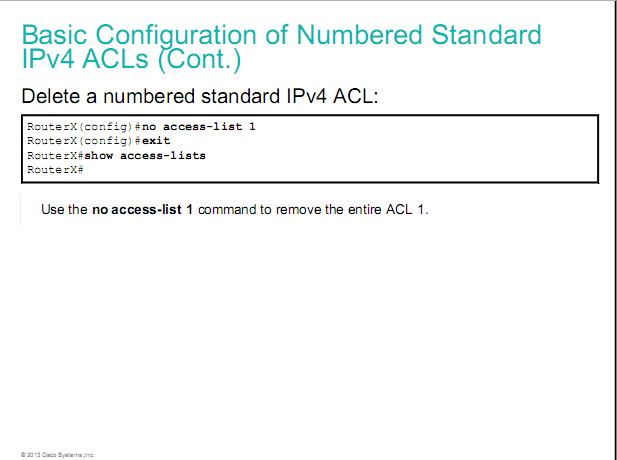 Basic Configuration of Numbered Standard
IPv4 ACLs (Cont.)
Delete a numbered standard IPv4 ACL:
RouterX(config)#no access-list 1
RouterX(config)#exit
RouterX#show access-lists
RouterX#
Use the no access-list 1 command to remove the entire ACL 1.
© 2013 Cisco Systems, Inc.